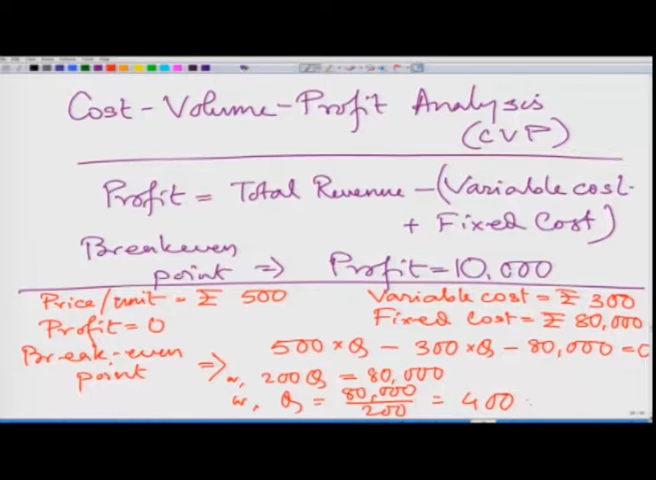 Cost-Volume-Profit Analysis
(CVP)
Profit = Total Revenue - (Variable cost
+ Fixed Cost)
Breakeven
point ⇒ Profit=10,000
Price/unit = ₹ 500 Variable cost = ₹ 300
Profit = 0 Fixed Cost = ₹ 80,000
Break-even
point ⇒ 500 × Q - 300 × Q - 80,000 = 0
or, 200 Q = 80,000
or, Q = 80,000/200 = 400